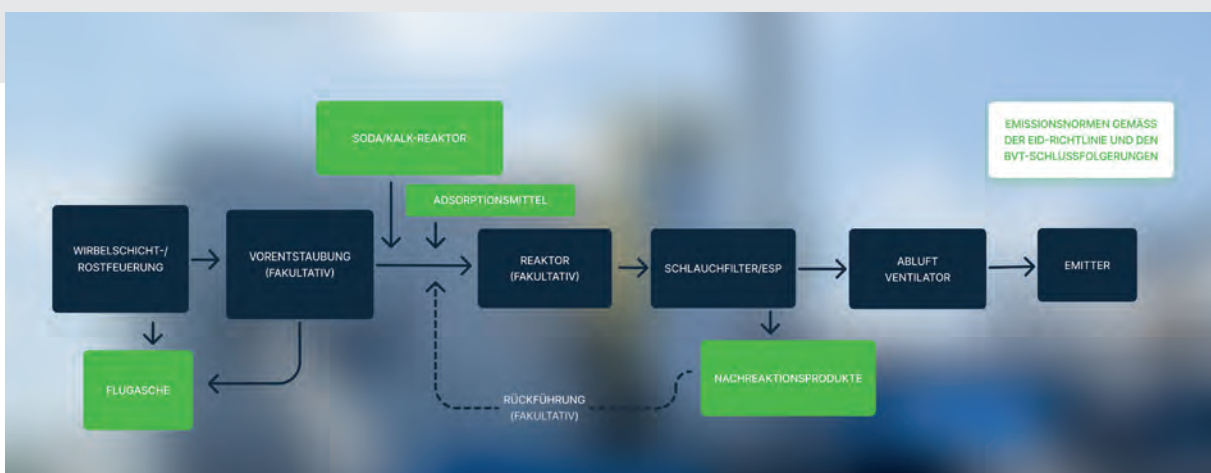 SODA/KALK-REAKTOR
EMISSIONSNORMEN GEMÄSS
DER EID-RICHTLINIE UND DEN
BVT-SCHLUSSFOLGERUNGEN
ADSORPTIONSMITTEL
WIRBELSCHICHT-/
ROSTFEUERUNG
VORENTSTAUBUNG
(FAKULTATIV)
REAKTOR
(FAKULTATIV)
SCHLAUCHFILTER/ESP
ABLUFT
VENTILATOR
EMITTER
FLUGASCHE
NACHREAKTIONSPRODUKTE
RÜCKFÜHRUNG
(FAKULTATIV)